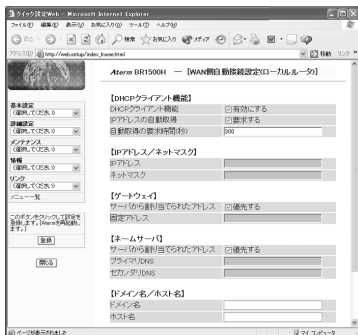 クイック設定Web - Microsoft Internet Explorer
ファイル(F) 編集(E) 表示(V) お気に入り(A) ツール(T) ヘルプ(H)
戻る 検索 お気に入り メディア
アドレス(D) http://web.setup/index_frame.html 移動 リンク
Aterm BR1500H ― 【WAN側自動接続設定(ローカルルータ)】
基本設定
(選択してください)
詳細設定
(選択してください)
メンテナンス
(選択してください)
情報
(選択してください)
リンク
(選択してください)
メニュー一覧
このボタンをクリックして設定を登録します。【Atermを再起動します。】
登録
閉じる
【DHCPクライアント機能】
DHCPクライアント機能 有効にする
IPアドレスの自動取得 要求する
自動取得の要求時間(秒) 300
【IPアドレス/ネットマスク】
IPアドレス
ネットマスク
【ゲートウェイ】
サーバから割り当てられたアドレス 優先する
固定アドレス
【ネームサーバ】
サーバから割り当てられたアドレス 優先する
プライマリDNS
セカンダリDNS
【ドメイン名/ホスト名】
ドメイン名
ホスト名
ページが表示されました マイ コンピュータ